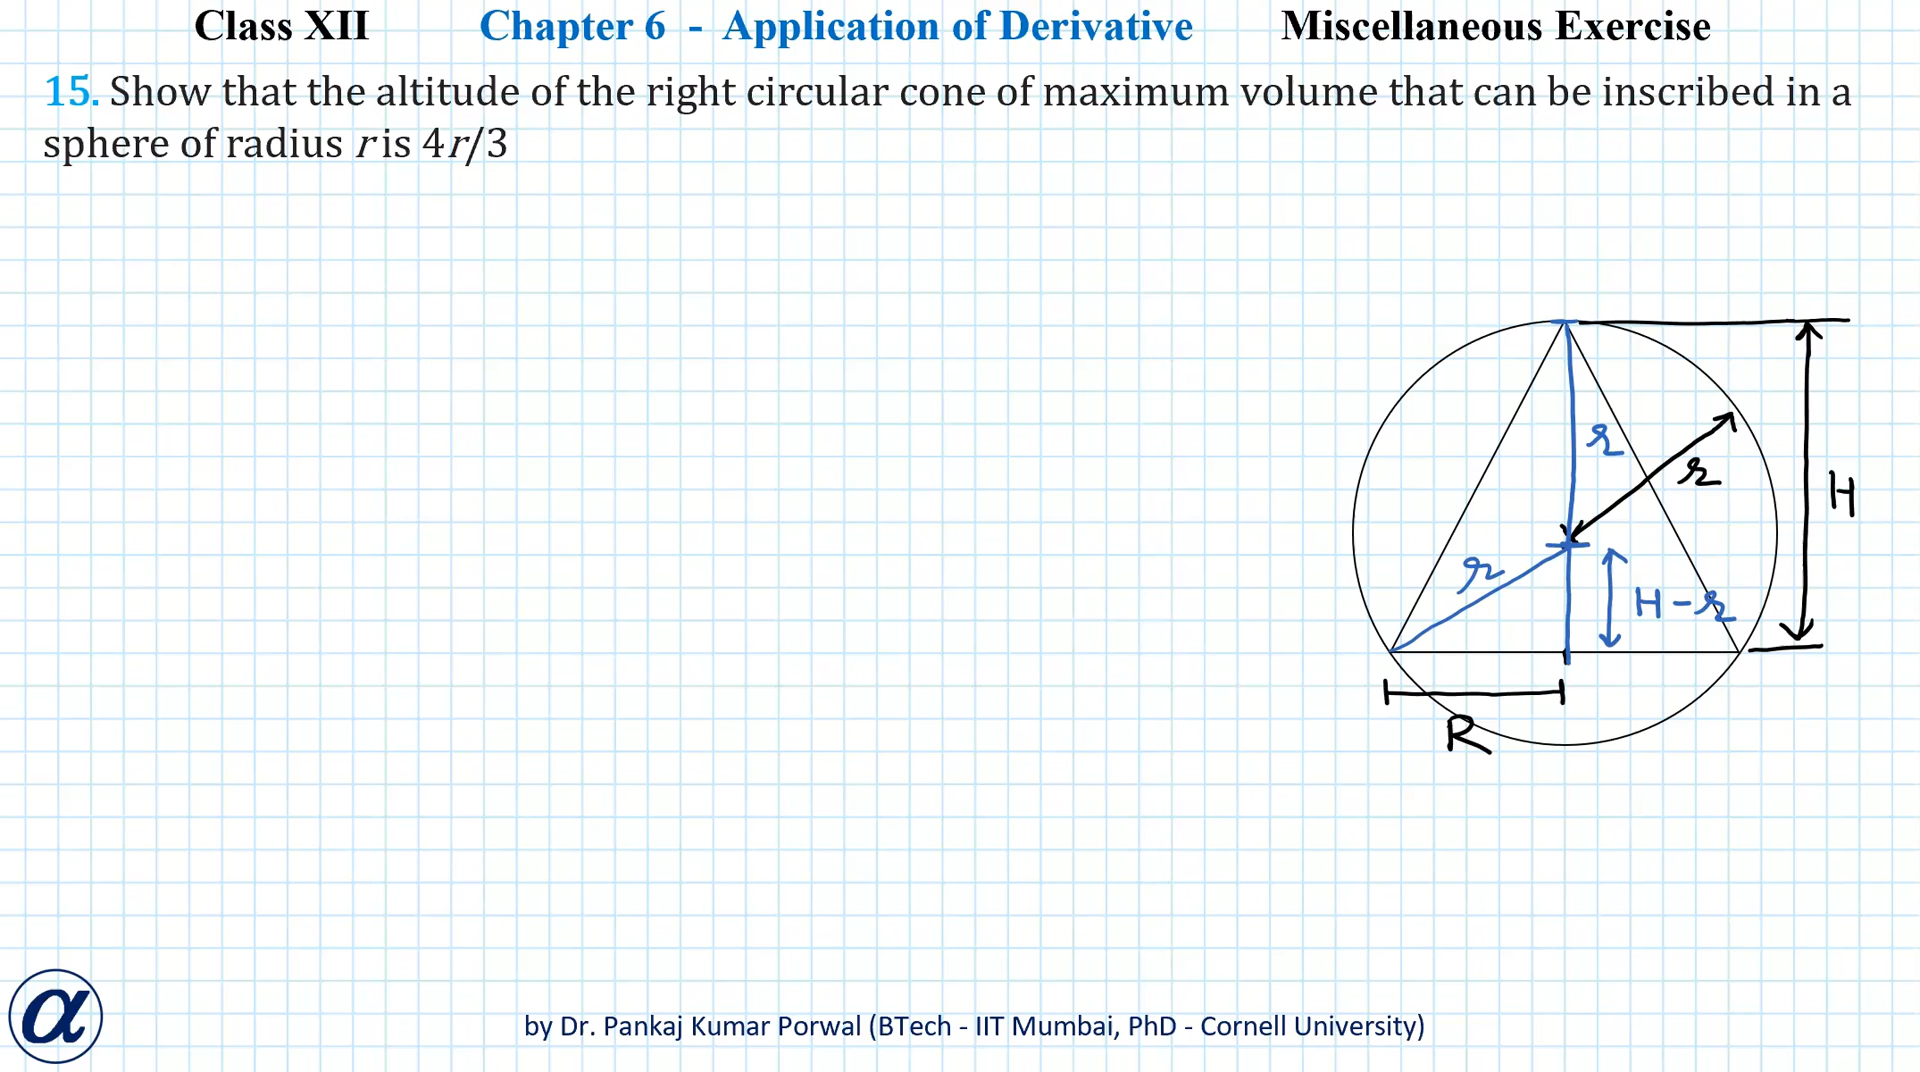 Class XII Chapter 6 - Application of Derivative Miscellaneous Exercise
15. Show that the altitude of the right circular cone of maximum volume that can be inscribed in a
sphere of radius r is 4r/3
r
r
H
r
H - r
R
α
by Dr. Pankaj Kumar Porwal (BTech - IIT Mumbai, PhD - Cornell University)